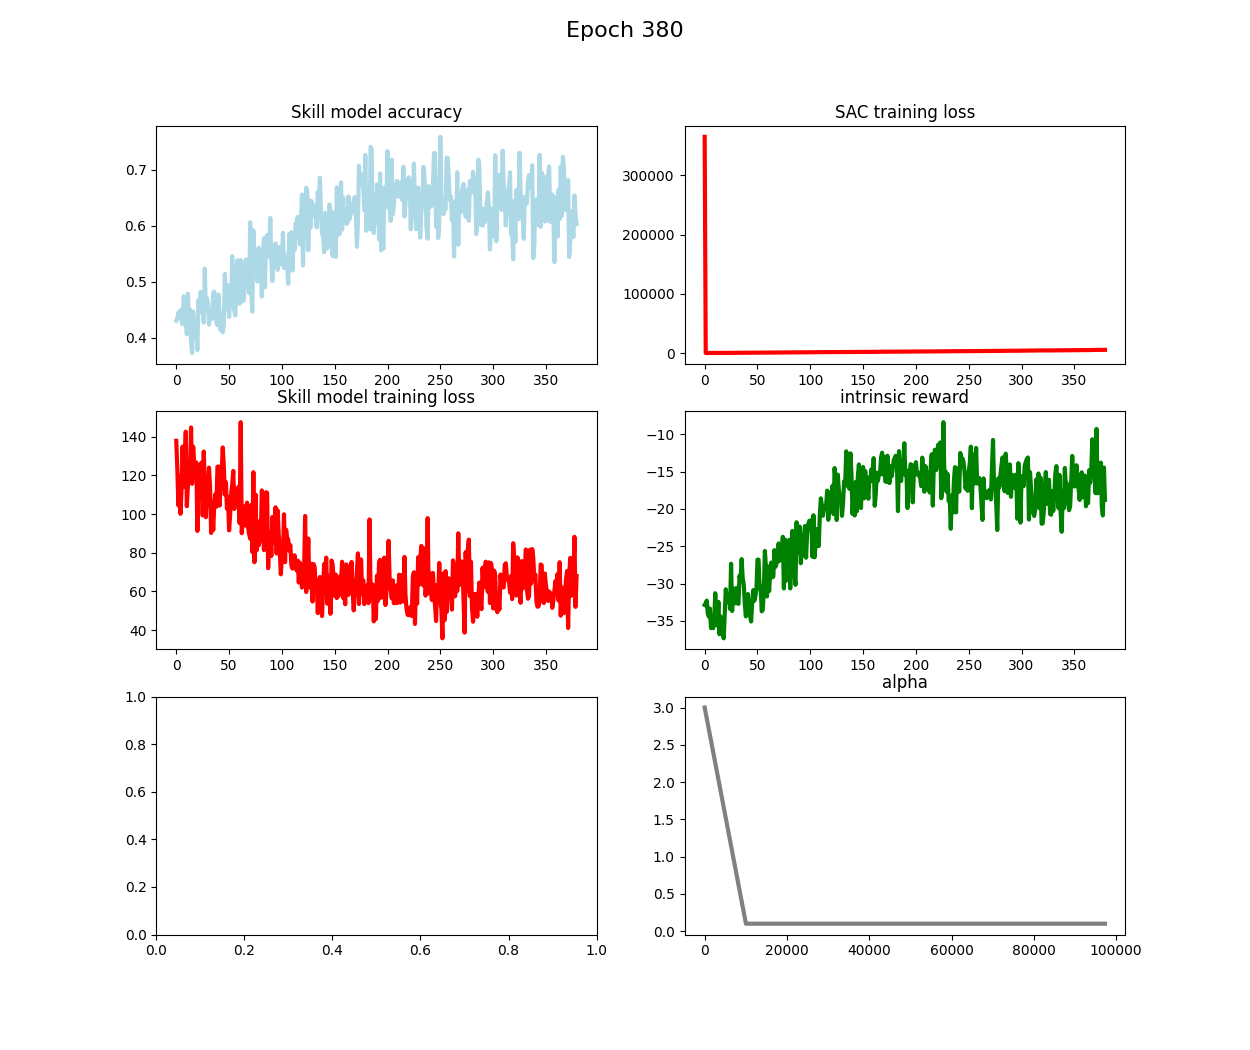 Epoch 380
Skill model accuracy
0.7
0.6
0.5
0.4
0 50 100 150 200 250 300 350
SAC training loss
300000
200000
100000
0
0 50 100 150 200 250 300 350
Skill model training loss
140
120
100
80
60
40
0 50 100 150 200 250 300 350
intrinsic reward
−10
−15
−20
−25
−30
−35
0 50 100 150 200 250 300 350
1.0
0.8
0.6
0.4
0.2
0.0
0.0 0.2 0.4 0.6 0.8 1.0
alpha
3.0
2.5
2.0
1.5
1.0
0.5
0.0
0 20000 40000 60000 80000 100000